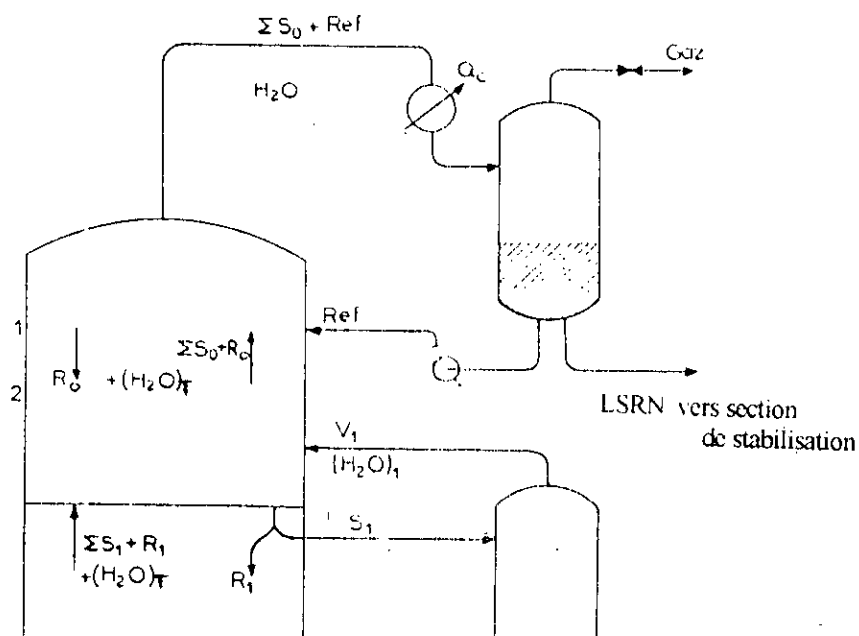 ΣS₀ + Ref
Gaz
Qc
H₂O
Ref
1
ΣS₀+R₀
R₀ +(H₂O)T
2
LSRN vers section
de stabilisation
V₁
(H₂O)₁
S₁
ΣS₁ + R₁
+(H₂O)T
R₁